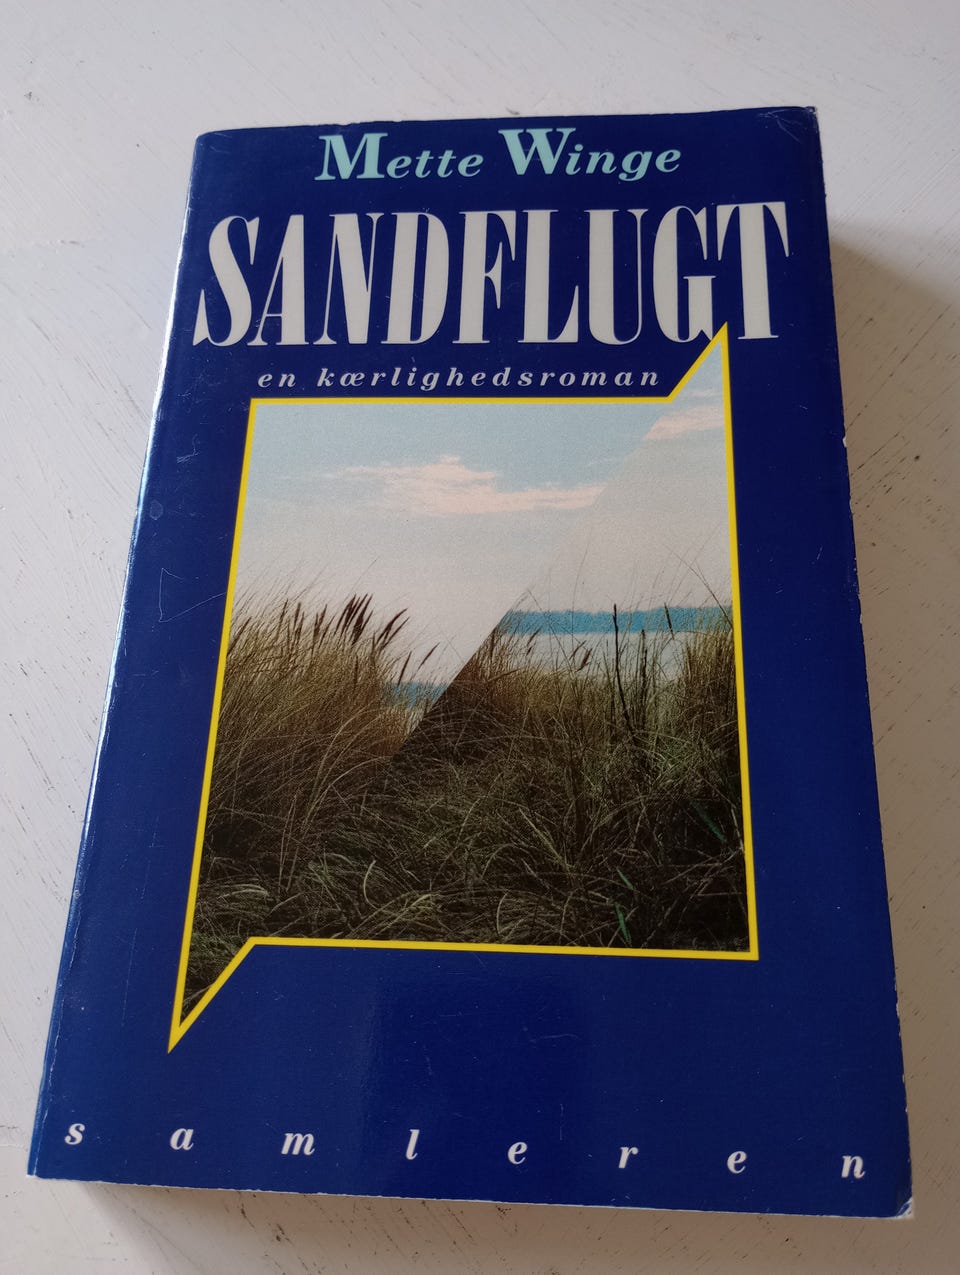 Mette Winge
SANDFLUGT
en kærlighedsroman
samleren